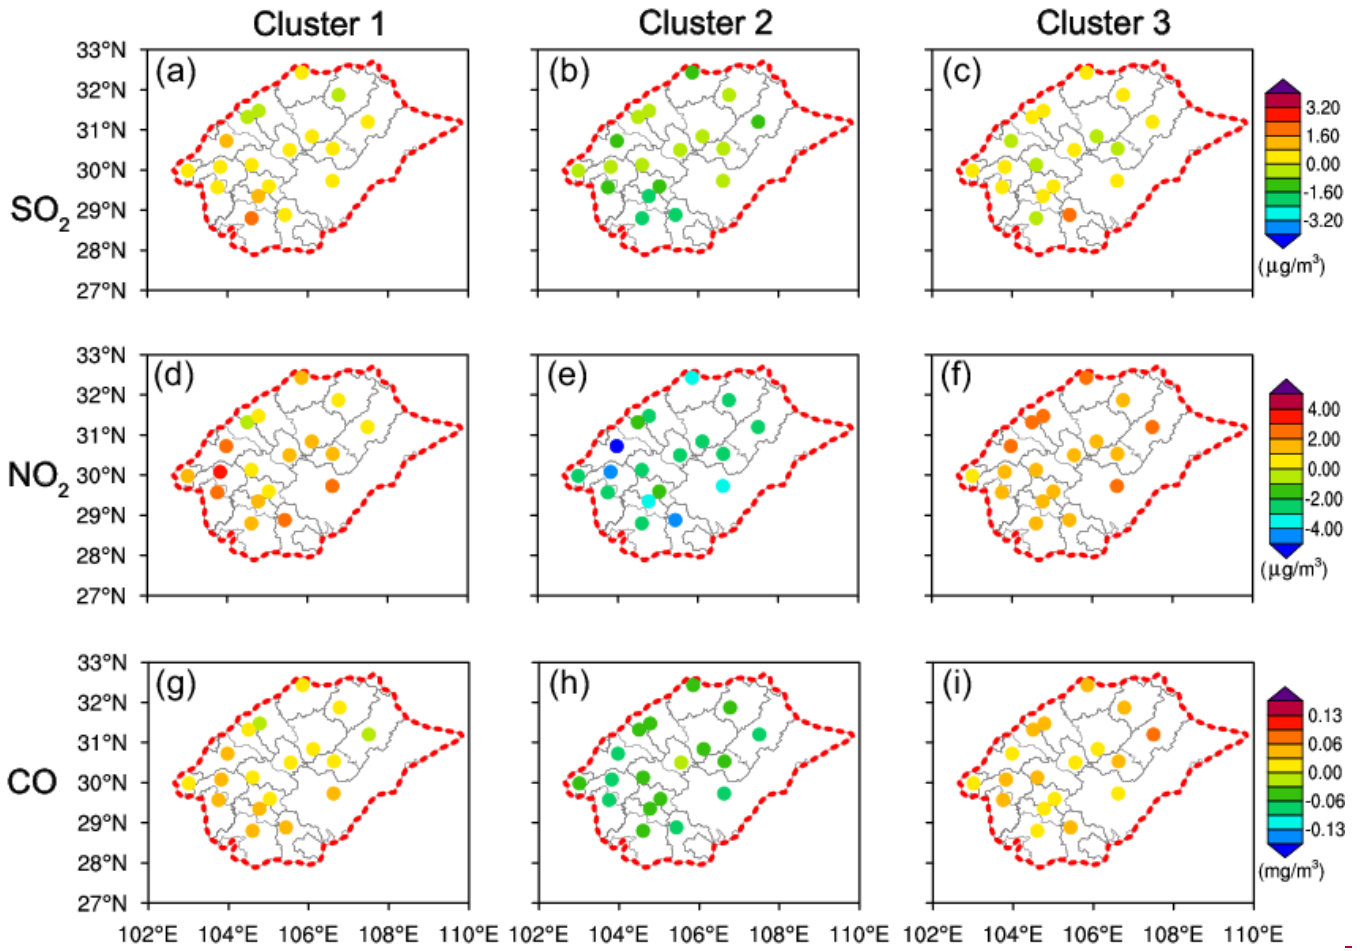 Cluster 1 Cluster 2 Cluster 3
33°N (a) (b) (c)
32°N 3.20
31°N 1.60
30°N 0.00
SO2 29°N -1.60
28°N -3.20
27°N (μg/m³)
33°N (d) (e) (f)
32°N 4.00
31°N 2.00
NO2 30°N 0.00
29°N -2.00
28°N -4.00
27°N (μg/m³)
33°N (g) (h) (i)
32°N 0.13
31°N 0.06
CO 30°N 0.00
29°N -0.06
28°N -0.13
27°N (mg/m³)
102°E 104°E 106°E 108°E 110°E 102°E 104°E 106°E 108°E 110°E 102°E 104°E 106°E 108°E 110°E